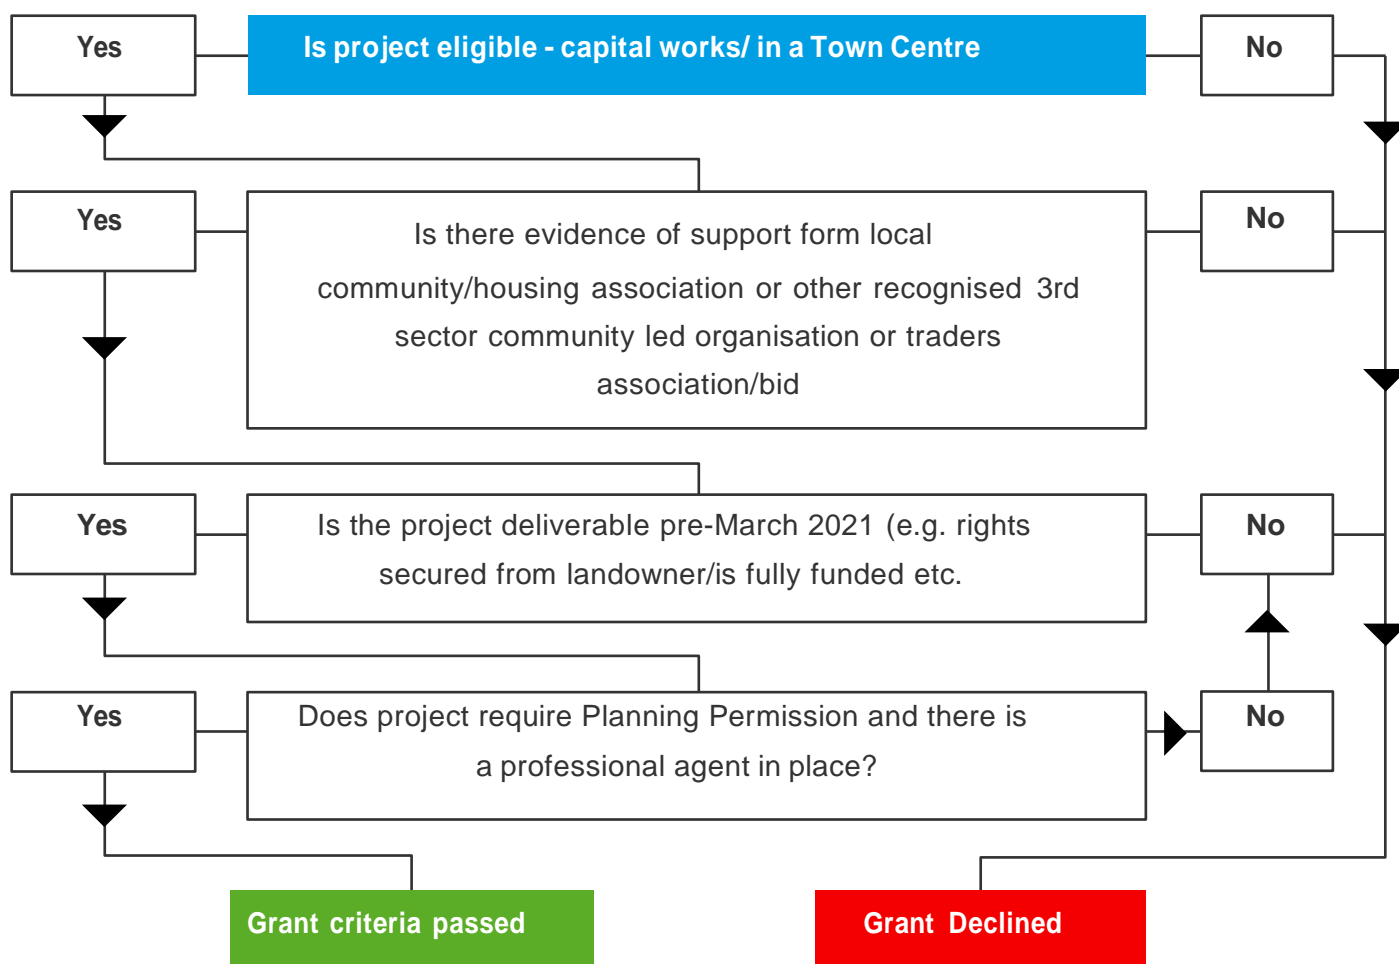 Yes
Is project eligible - capital works/ in a Town Centre
No
Yes
Is there evidence of support form local
community/housing association or other recognised 3rd
sector community led organisation or traders
association/bid
No
Yes
Is the project deliverable pre-March 2021 (e.g. rights
secured from landowner/is fully funded etc.
No
Yes
Does project require Planning Permission and there is
a professional agent in place?
No
Grant criteria passed
Grant Declined